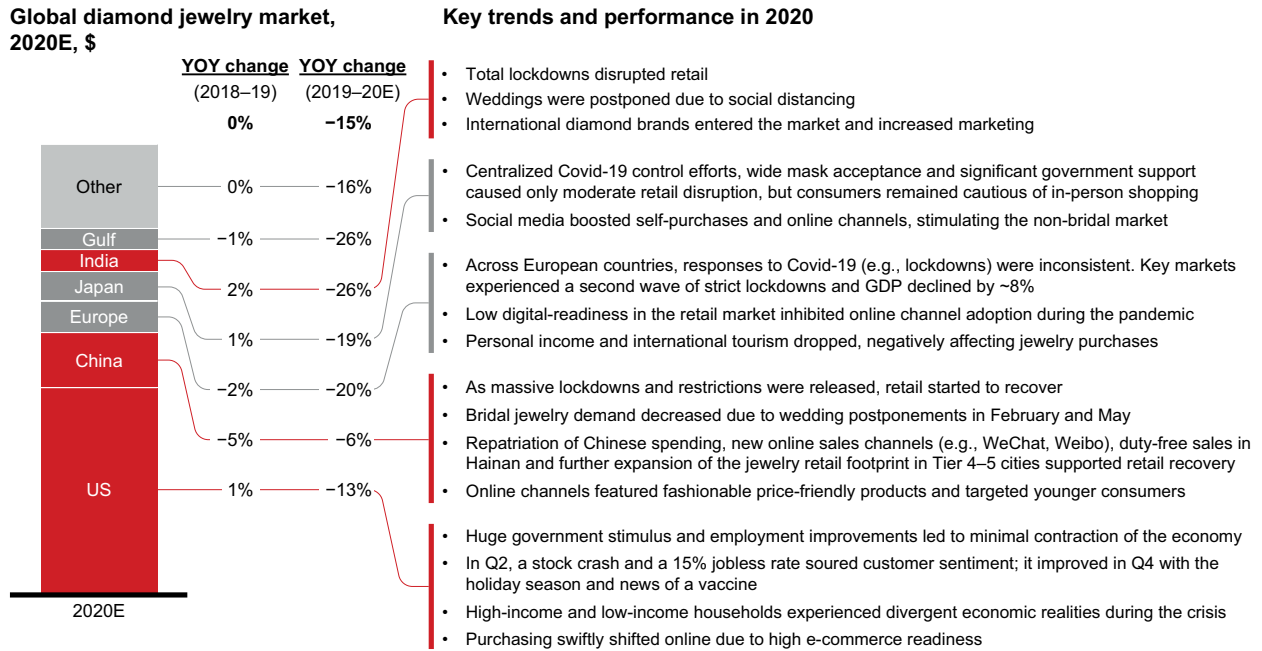 Global diamond jewelry market,
2020E, $
YOY change YOY change
(2018–19) (2019–20E)
0% −15%
Other 0% −16%
Gulf −1% −26%
India 2% −26%
Japan 1% −19%
Europe −2% −20%
China −5% −6%
US 1% −13%
2020E
Key trends and performance in 2020
• Total lockdowns disrupted retail
• Weddings were postponed due to social distancing
• International diamond brands entered the market and increased marketing
• Centralized Covid-19 control efforts, wide mask acceptance and significant government support
caused only moderate retail disruption, but consumers remained cautious of in-person shopping
• Social media boosted self-purchases and online channels, stimulating the non-bridal market
• Across European countries, responses to Covid-19 (e.g., lockdowns) were inconsistent. Key markets
experienced a second wave of strict lockdowns and GDP declined by ~8%
• Low digital-readiness in the retail market inhibited online channel adoption during the pandemic
• Personal income and international tourism dropped, negatively affecting jewelry purchases
• As massive lockdowns and restrictions were released, retail started to recover
• Bridal jewelry demand decreased due to wedding postponements in February and May
• Repatriation of Chinese spending, new online sales channels (e.g., WeChat, Weibo), duty-free sales in
Hainan and further expansion of the jewelry retail footprint in Tier 4–5 cities supported retail recovery
• Online channels featured fashionable price-friendly products and targeted younger consumers
• Huge government stimulus and employment improvements led to minimal contraction of the economy
• In Q2, a stock crash and a 15% jobless rate soured customer sentiment; it improved in Q4 with the
holiday season and news of a vaccine
• High-income and low-income households experienced divergent economic realities during the crisis
• Purchasing swiftly shifted online due to high e-commerce readiness